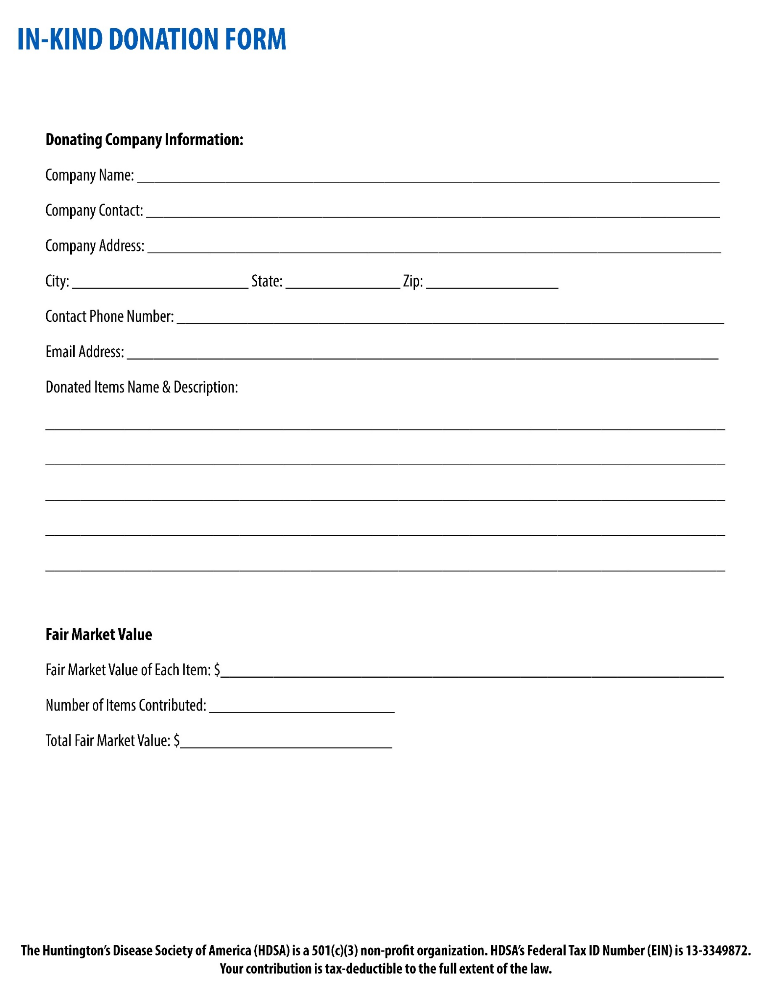 IN-KIND DONATION FORM
Donating Company Information:
Company Name:
Company Contact:
Company Address:
City: State: Zip:
Contact Phone Number:
Email Address:
Donated Items Name & Description:
Fair Market Value
Fair Market Value of Each Item: $
Number of Items Contributed:
Total Fair Market Value: $
The Huntington's Disease Society of America (HDSA) is a 501(c)(3) non-profit organization. HDSA's Federal Tax ID Number (EIN) is 13-3349872.
Your contribution is tax-deductible to the full extent of the law.